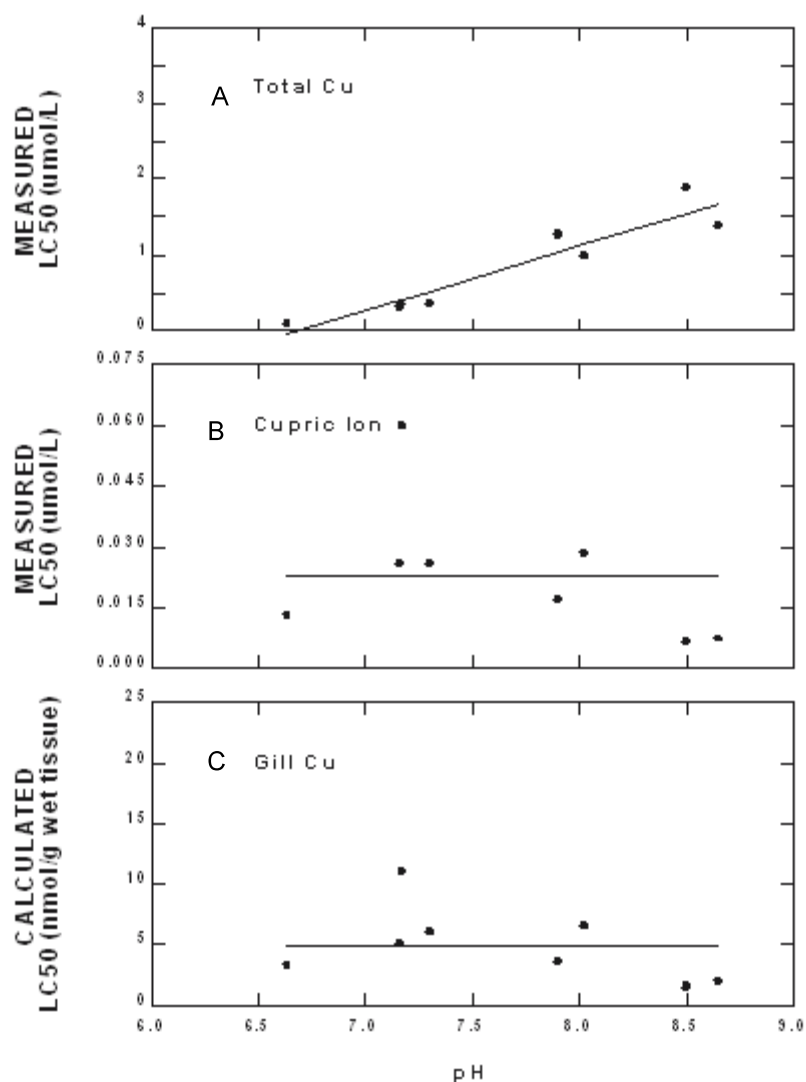 MEASURED
LC50 (umol/L)
4
3
2
1
0
A Total Cu
MEASURED
LC50 (umol/L)
0.075
0.060
0.045
0.030
0.015
0.000
B Cupric Ion
CALCULATED
LC50 (nmol/g wet tissue)
25
20
15
10
5
0
C Gill Cu
6.0 6.5 7.0 7.5 8.0 8.5 9.0
pH